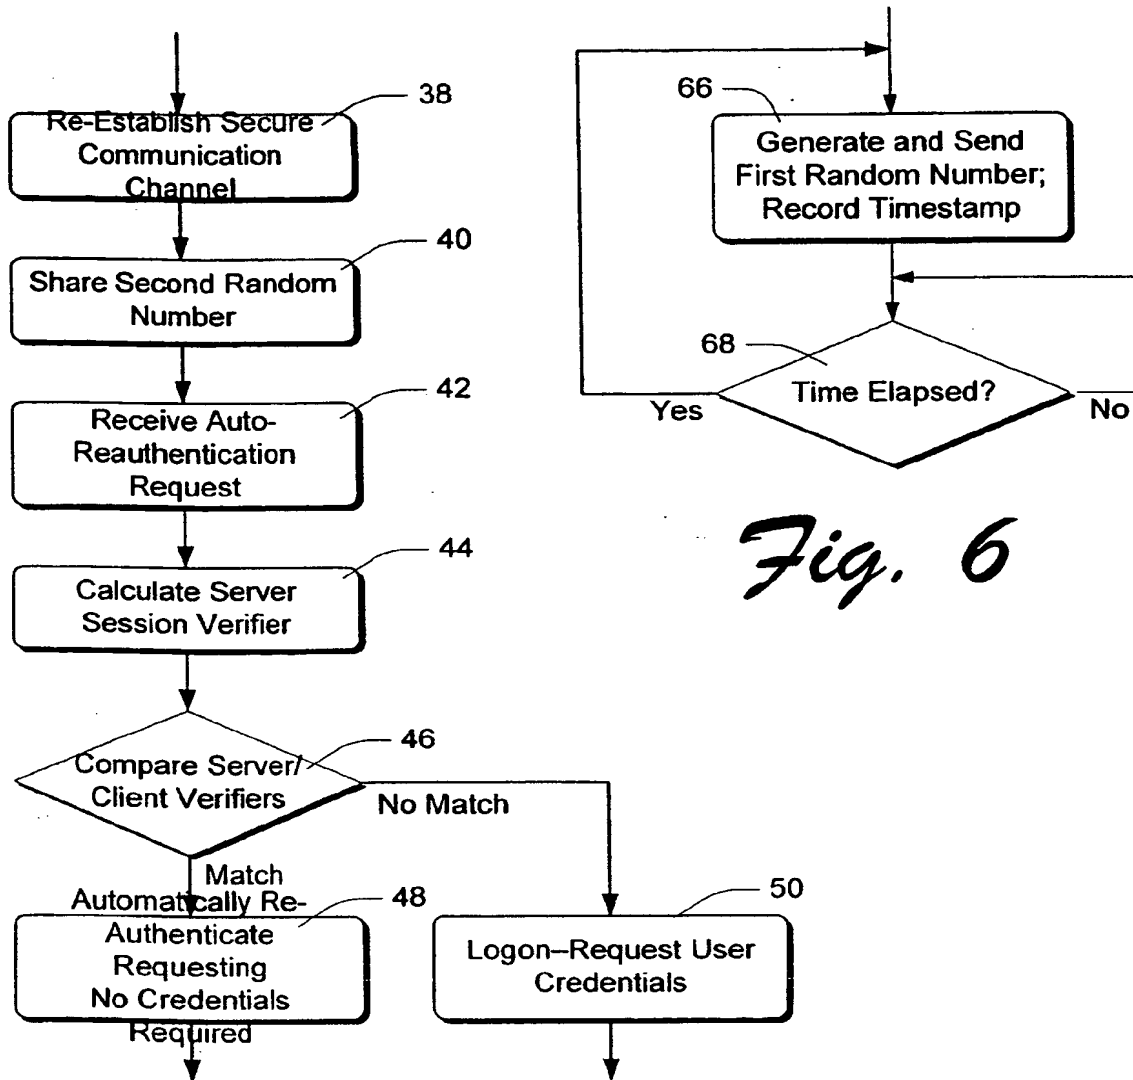 38
Re-Establish Secure
Communication
Channel
40
Share Second Random
Number
42
Receive Auto-
Reauthentication
Request
44
Calculate Server
Session Verifier
46
Compare Server/
Client Verifiers
No Match
Match
48
Automatically Re-
Authenticate
Requesting
No Credentials
Required
50
Logon–Request User
Credentials
66
Generate and Send
First Random Number;
Record Timestamp
68
Time Elapsed?
Yes
No
Fig. 6